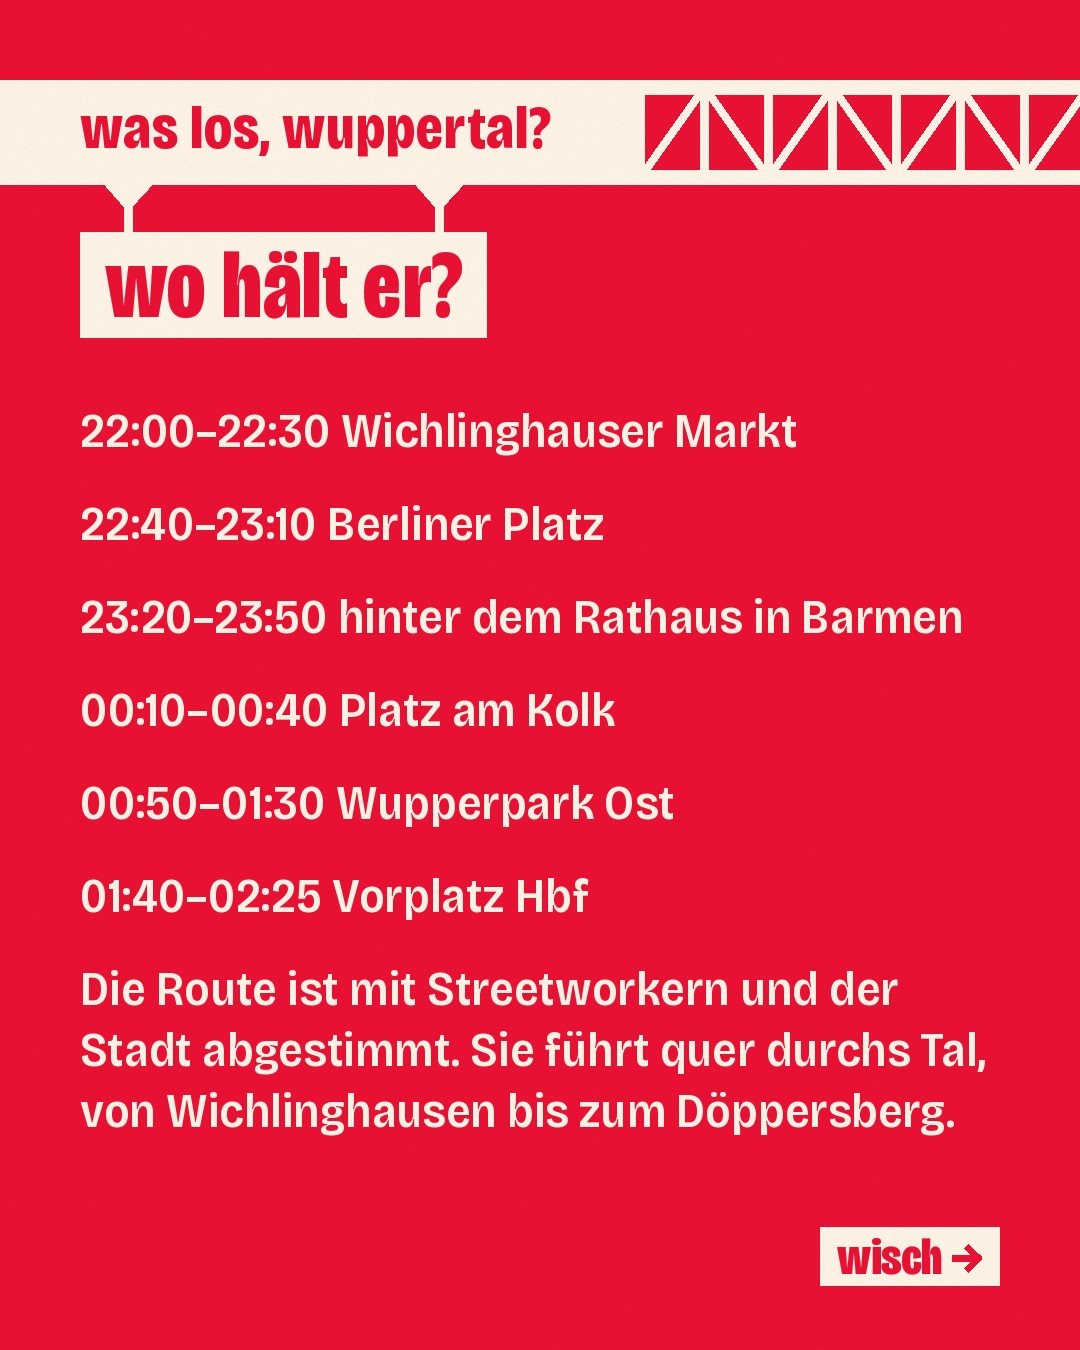 was los, wuppertal?
wo hält er?
22:00–22:30 Wichlinghauser Markt
22:40–23:10 Berliner Platz
23:20–23:50 hinter dem Rathaus in Barmen
00:10–00:40 Platz am Kolk
00:50–01:30 Wupperpark Ost
01:40–02:25 Vorplatz Hbf
Die Route ist mit Streetworkern und der
Stadt abgestimmt. Sie führt quer durchs Tal,
von Wichlinghausen bis zum Döppersberg.
wisch →